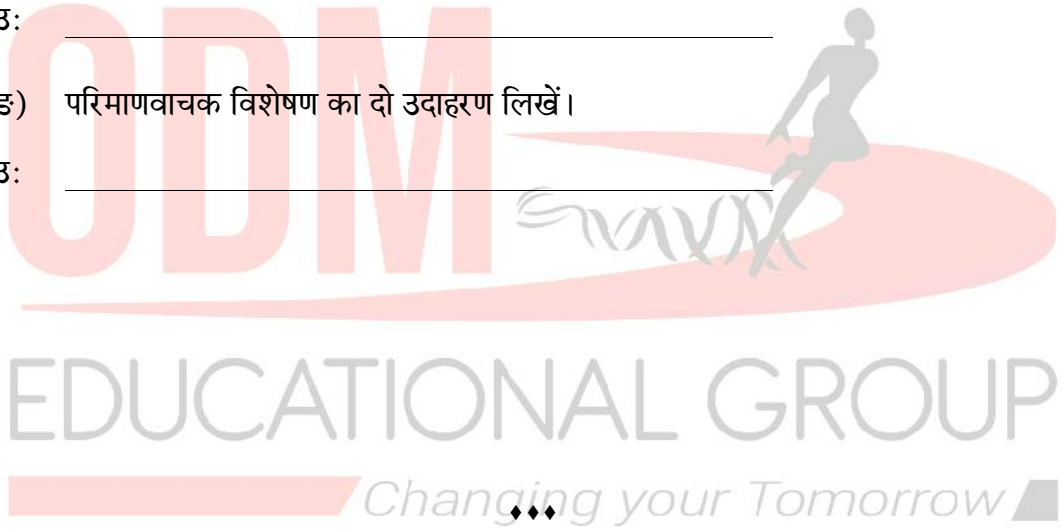 उ:
ङ) परिमाणवाचक विशेषण का दो उदाहरण लिखें।
उ:
ODM
EDUCATIONAL GROUP
Changing your Tomorrow